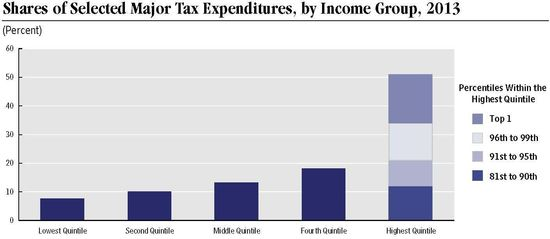 Shares of Selected Major Tax Expenditures, by Income Group, 2013
(Percent)
60
50
40
30
20
10
0
Lowest Quintile
Second Quintile
Middle Quintile
Fourth Quintile
Highest Quintile
Percentiles Within the
Highest Quintile
Top 1
96th to 99th
91st to 95th
81st to 90th